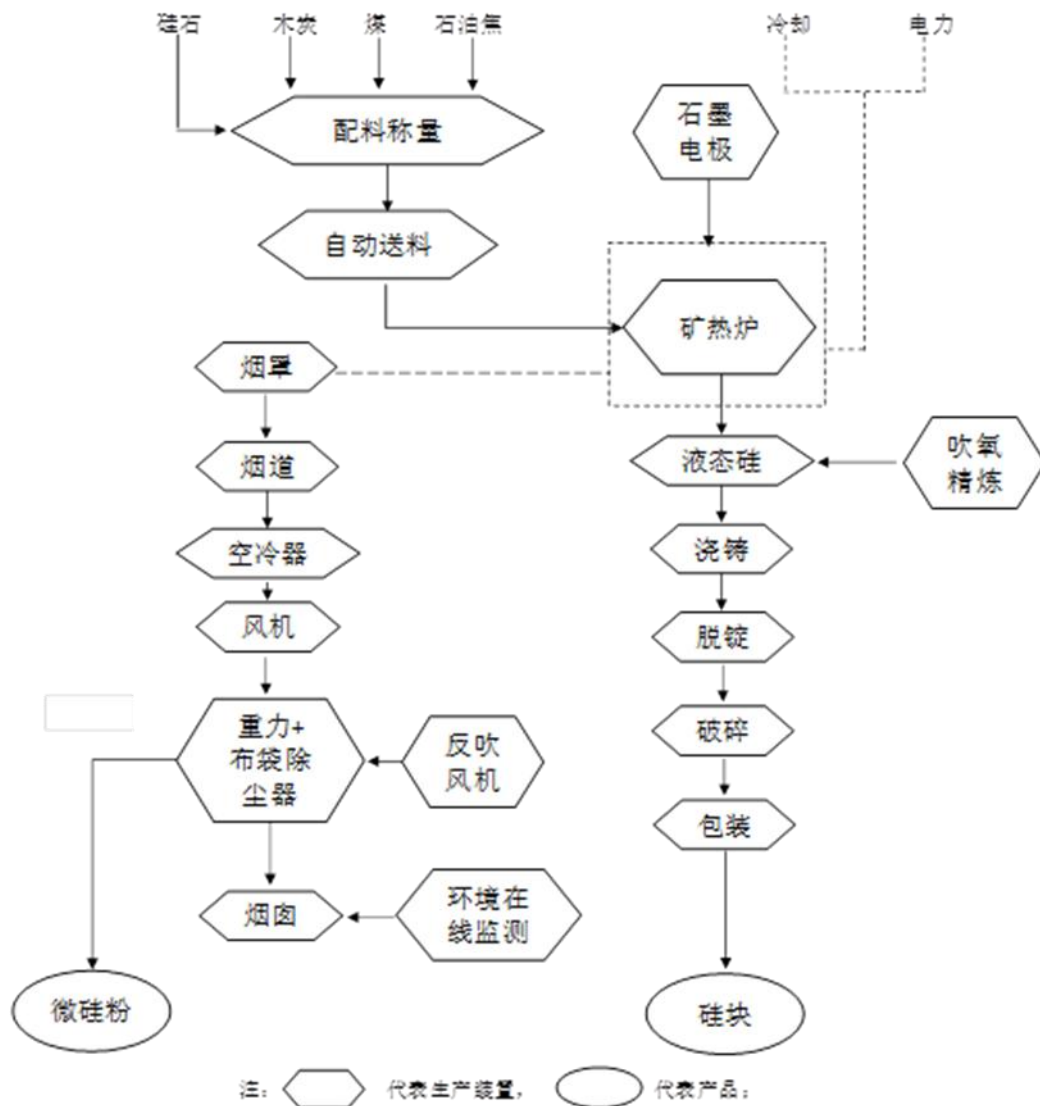 硅石 木炭 煤 石油焦 冷却 电力
配料称量
石墨
电极
自动送料
矿热炉
烟罩
烟道
液态硅
吹氧
精炼
空冷器
浇铸
风机
脱锭
重力+
布袋除
尘器
反吹
风机
破碎
包装
烟囱
环境在
线监测
微硅粉
硅块
注: 代表生产装置, 代表产品;